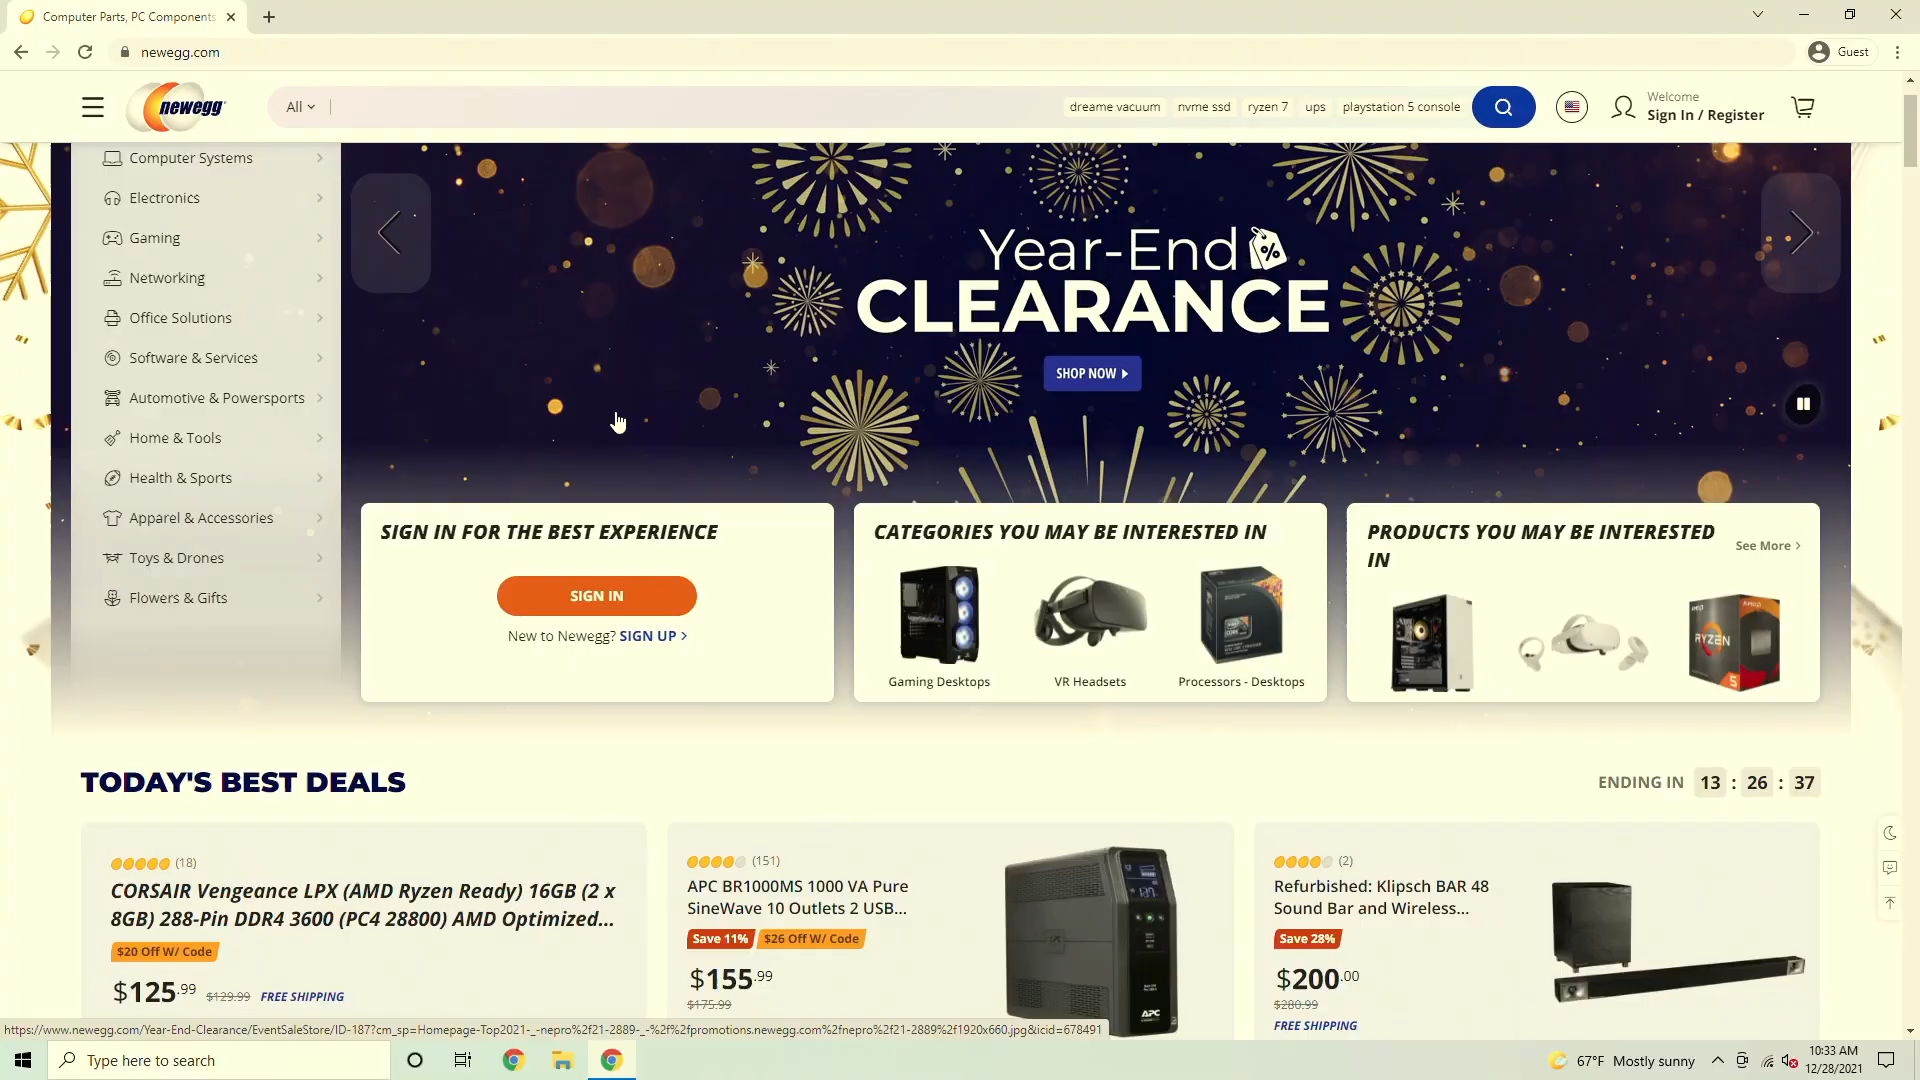 Computer Parts, PC Components
newegg.com
Guest
newegg
All
dreame vacuum
nvme ssd
ryzen 7
ups
playstation 5 console
Welcome
Sign In / Register
Computer Systems
Electronics
Gaming
Networking
Office Solutions
Software & Services
Automotive & Powersports
Home & Tools
Health & Sports
Apparel & Accessories
Toys & Drones
Flowers & Gifts
Year-End %
CLEARANCE
SHOP NOW
SIGN IN FOR THE BEST EXPERIENCE
SIGN IN
New to Newegg? SIGN UP
CATEGORIES YOU MAY BE INTERESTED IN
Gaming Desktops
VR Headsets
Processors - Desktops
PRODUCTS YOU MAY BE INTERESTED
IN
See More
RYZEN
5
TODAY'S BEST DEALS
ENDING IN 13 : 26 : 37
(18)
CORSAIR Vengeance LPX (AMD Ryzen Ready) 16GB (2 x
8GB) 288-Pin DDR4 3600 (PC4 28800) AMD Optimized...
$20 Off W/ Code
$125.99 $129.99 FREE SHIPPING
(151)
APC BR1000MS 1000 VA Pure
SineWave 10 Outlets 2 USB...
Save 11% $26 Off W/ Code
$155.99
$175.99
APC
(2)
Refurbished: Klipsch BAR 48
Sound Bar and Wireless...
Save 28%
$200.00
$280.99
FREE SHIPPING
https://www.newegg.com/Year-End-Clearance/EventSaleStore/ID-187?cm_sp=Homepage-Top2021-_-nepro%2f21-2889-_-%2f%2fpromotions.newegg.com%2fnepro%2f21-2889%2f1920x660.jpg&icid=678491
Type here to search
67°F Mostly sunny
10:33 AM
12/28/2021